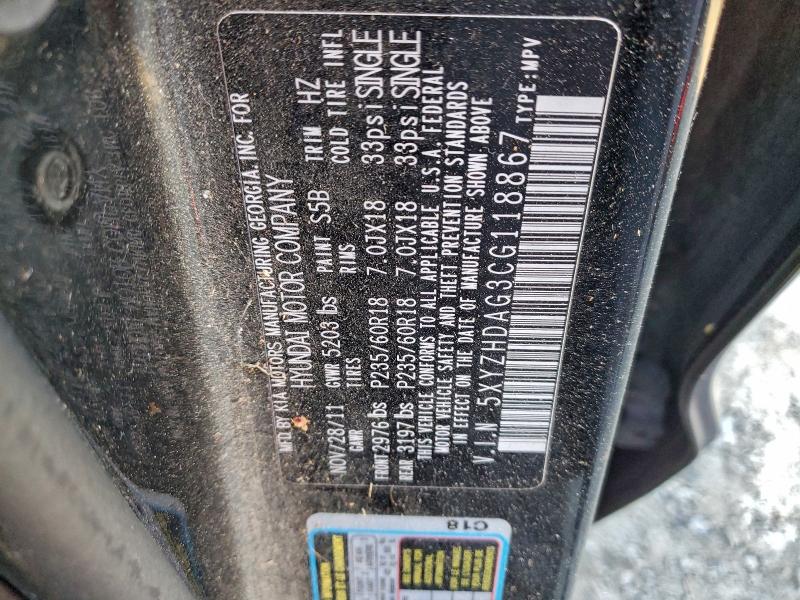 MFD BY KIA MOTORS MANUFACTURING GEORGIA, INC. FOR
HYUNDAI MOTOR COMPANY
NOV/28/11 GVWR 5203 lbs PAINT S5B TRIM HZ
GAWR TIRES RIMS COLD TIRE INFL
FRONT 2976 lbs P235/60R18 7.0JX18 33psi SINGLE
REAR 3197 lbs P235/60R18 7.0JX18 33psi SINGLE
THIS VEHICLE CONFORMS TO ALL APPLICABLE U.S.A. FEDERAL
MOTOR VEHICLE SAFETY AND THEFT PREVENTION STANDARDS
IN EFFECT ON THE DATE OF MANUFACTURE SHOWN ABOVE
V.I.N 5XYZHDAG3CG118867 TYPE:MPV
C18